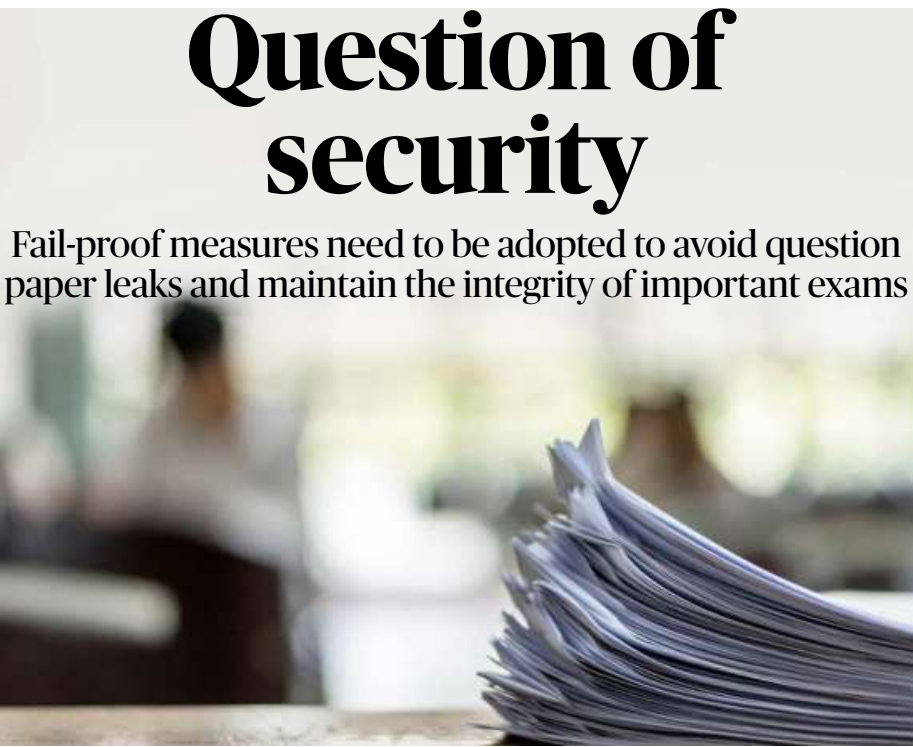 Question of
security
Fail-proof measures need to be adopted to avoid question
paper leaks and maintain the integrity of important exams